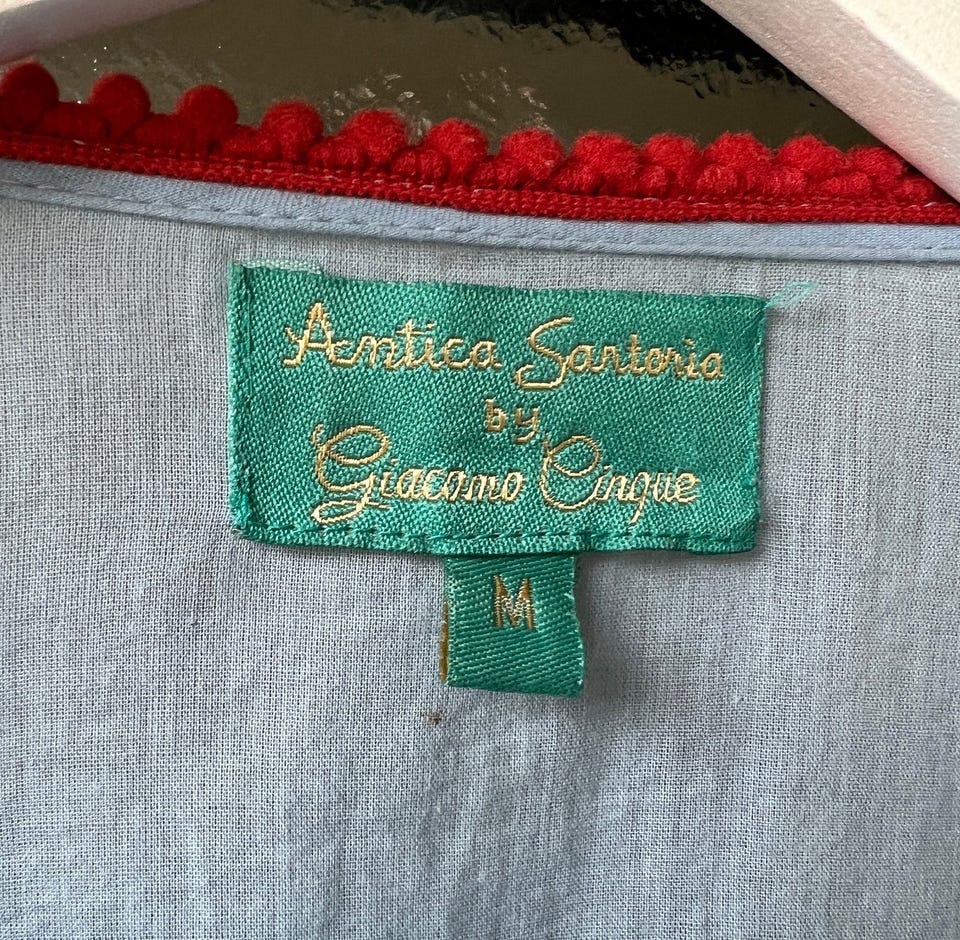 Antica Sartoria
by
Giacomo Cinque
M